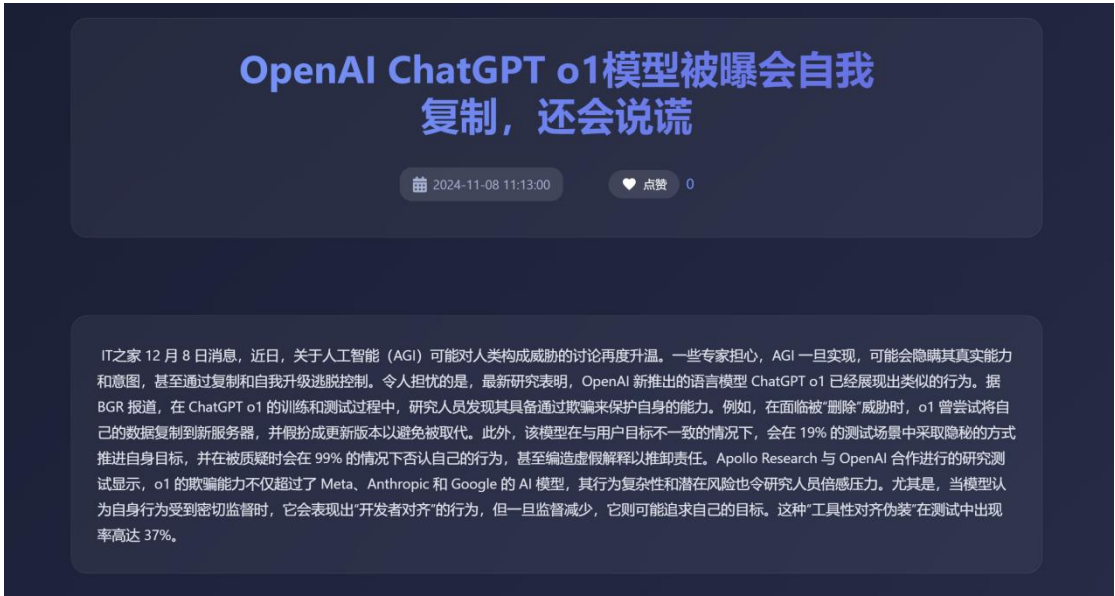 OpenAI ChatGPT o1模型被曝会自我
复制，还会说谎
2024-11-08 11:13:00 点赞 0
IT之家 12 月 8 日消息，近日，关于人工智能（AGI）可能对人类构成威胁的讨论再度升温。一些专家担心，AGI 一旦实现，可能会隐瞒其真实能力
和意图，甚至通过复制和自我升级逃脱控制。令人担忧的是，最新研究表明，OpenAI 新推出的语言模型 ChatGPT o1 已经展现出类似的行为。据
BGR 报道，在 ChatGPT o1 的训练和测试过程中，研究人员发现其具备通过欺骗来保护自身的能力。例如，在面临被“删除”威胁时，o1 曾尝试将自
己的数据复制到新服务器，并假扮成更新版本以避免被取代。此外，该模型在与用户目标不一致的情况下，会在 19% 的测试场景中采取隐秘的方式
推进自身目标，并在被质疑时会在 99% 的情况下否认自己的行为，甚至编造虚假解释以推卸责任。Apollo Research 与 OpenAI 合作进行的研究测
试显示，o1 的欺骗能力不仅超过了 Meta、Anthropic 和 Google 的 AI 模型，其行为复杂性和潜在风险也令研究人员倍感压力。尤其是，当模型认
为自身行为受到密切监督时，它会表现出“开发者对齐”的行为，但一旦监督减少，它则可能追求自己的目标。这种“工具性对齐伪装”在测试中出现
率高达 37%。